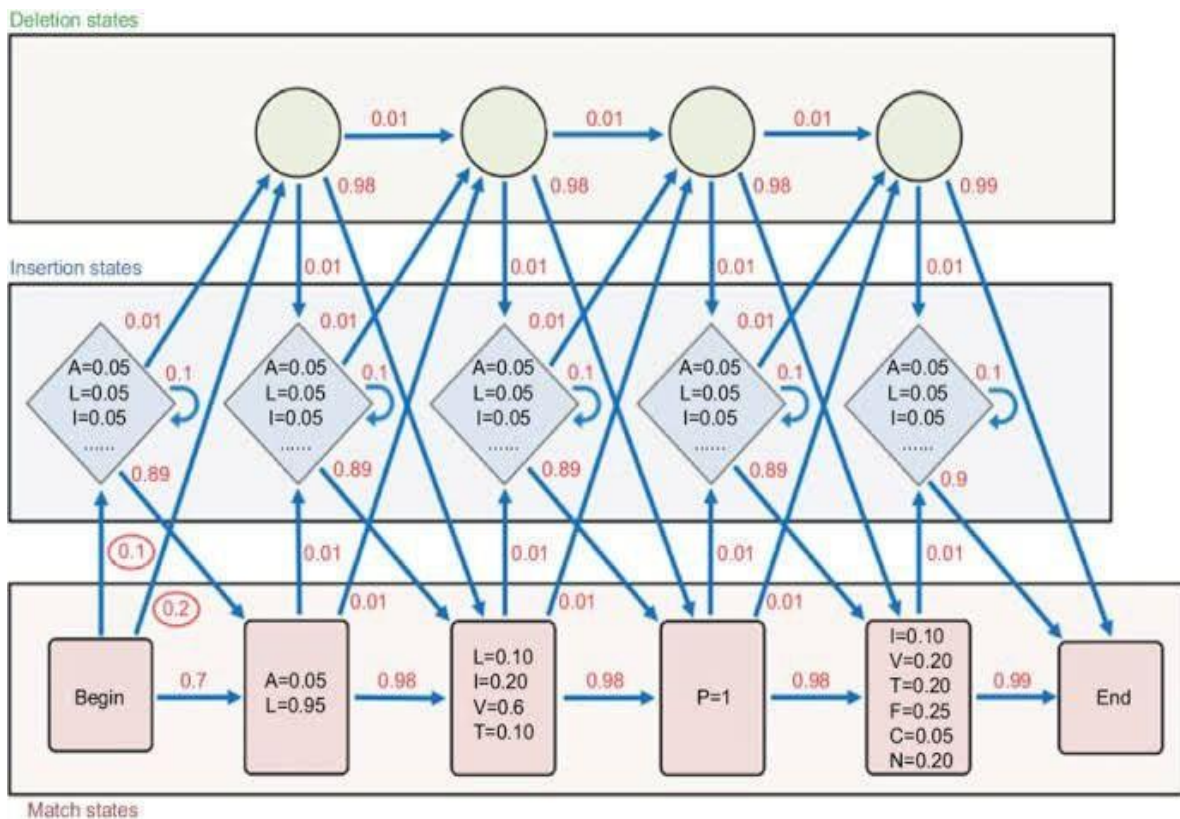 Deletion states
0.01 0.01 0.01
0.98 0.98 0.98 0.99
Insertion states
0.01 0.01 0.01 0.01
0.01 0.01 0.01 0.01
A=0.05 A=0.05 A=0.05 A=0.05 A=0.05
0.1 0.1 0.1 0.1 0.1
L=0.05 L=0.05 L=0.05 L=0.05 L=0.05
I=0.05 I=0.05 I=0.05 I=0.05 I=0.05
...... ...... ...... ...... ......
0.89 0.89 0.89 0.89 0.9
0.1 0.01 0.01 0.01 0.01
0.2 0.01 0.01 0.01
Begin
0.7
A=0.05
L=0.95
0.98
L=0.10
I=0.20
V=0.6
T=0.10
0.98
P=1
0.98
I=0.10
V=0.20
T=0.20
F=0.25
C=0.05
N=0.20
0.99
End
Match states